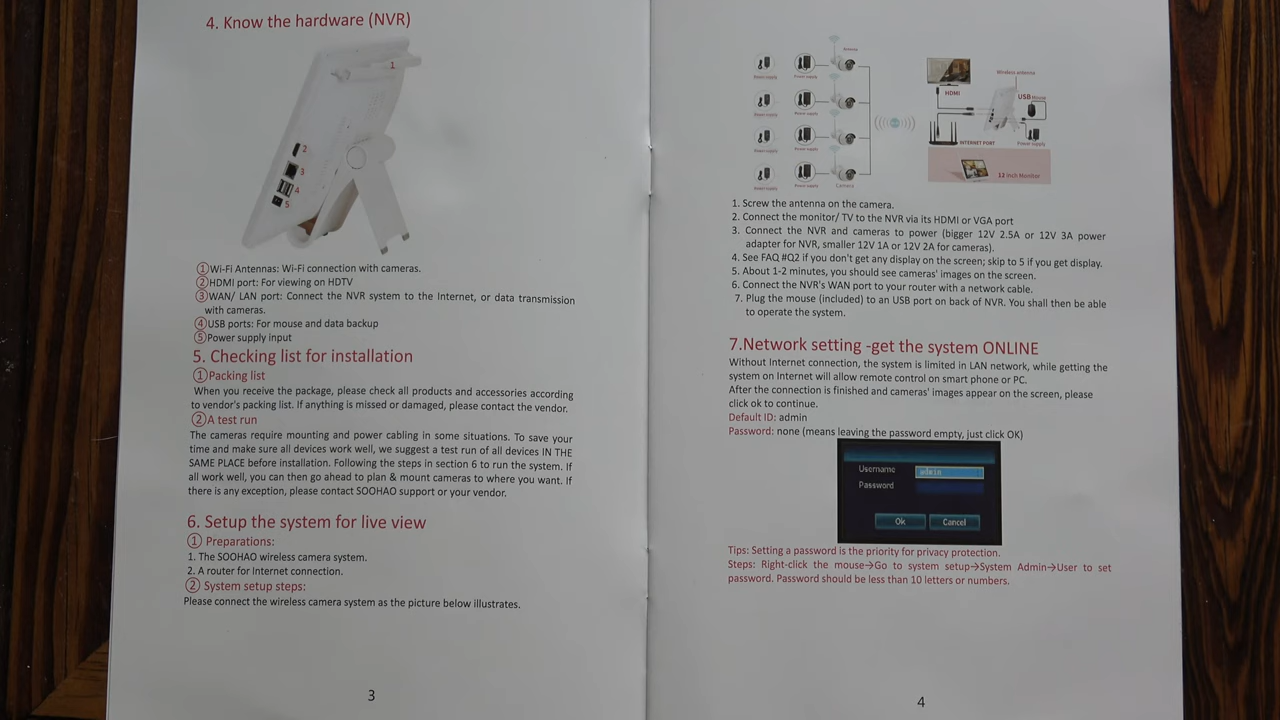 4. Know the hardware (NVR)
1
2
3
4
5
①Wi-Fi Antennas: Wi-Fi connection with cameras.
②HDMI port: For viewing on HDTV
③WAN/ LAN port: Connect the NVR system to the Internet, or data transmission
with cameras.
④USB ports: For mouse and data backup
⑤Power supply input
5. Checking list for installation
①Packing list
When you receive the package, please check all products and accessories according
to vendor's packing list. If anything is missed or damaged, please contact the vendor.
②A test run
The cameras require mounting and power cabling in some situations. To save your
time and make sure all devices work well, we suggest a test run of all devices IN THE
SAME PLACE before installation. Following the steps in section 6 to run the system. If
all work well, you can then go ahead to plan & mount cameras to where you want. If
there is any exception, please contact SOOHAO support or your vendor.
6. Setup the system for live view
① Preparations:
1. The SOOHAO wireless camera system.
2. A router for Internet connection.
② System setup steps:
Please connect the wireless camera system as the picture below illustrates.
3
Antenna
Power supply Power supply
Power supply Power supply
Power supply Power supply
Power supply Power supply
Camera
HDMI
Wireless antenna
USB Mouse
INTERNET PORT
Power supply
12 inch Monitor
1. Screw the antenna on the camera.
2. Connect the monitor/ TV to the NVR via its HDMI or VGA port
3. Connect the NVR and cameras to power (bigger 12V 2.5A or 12V 3A power
adapter for NVR, smaller 12V 1A or 12V 2A for cameras).
4. See FAQ #Q2 if you don't get any display on the screen; skip to 5 if you get display.
5. About 1-2 minutes, you should see cameras' images on the screen.
6. Connect the NVR's WAN port to your router with a network cable.
7. Plug the mouse (included) to an USB port on back of NVR. You shall then be able
to operate the system.
7.Network setting -get the system ONLINE
Without Internet connection, the system is limited in LAN network, while getting the
system on Internet will allow remote control on smart phone or PC.
After the connection is finished and cameras' images appear on the screen, please
click ok to continue.
Default ID: admin
Password: none (means leaving the password empty, just click OK)
Username admin
Password
Ok Cancel
Tips: Setting a password is the priority for privacy protection.
Steps: Right-click the mouse→Go to system setup→System Admin→User to set
password. Password should be less than 10 letters or numbers.
4